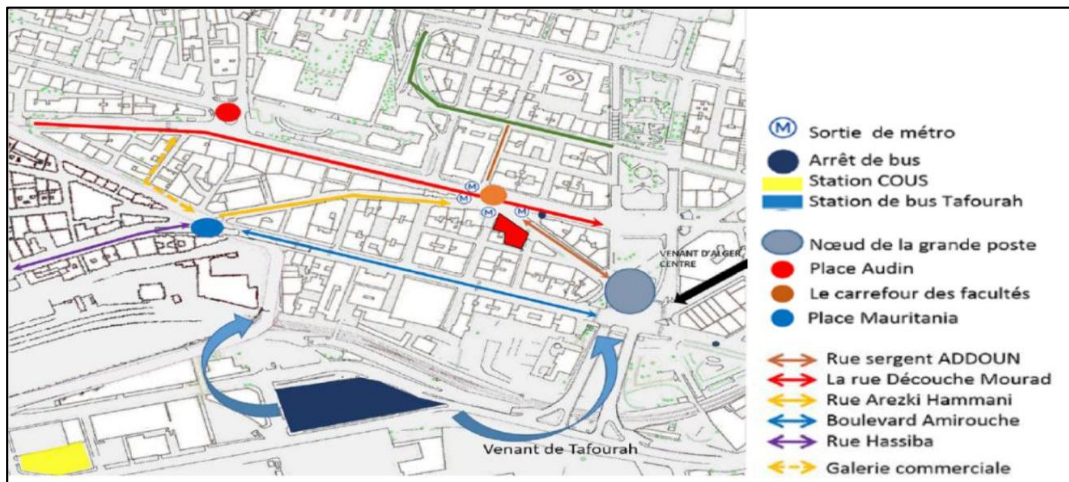 M
M
M
M
VENANT D'ALGER
CENTRE
Venant de Tafourah
M Sortie de métro
Arrêt de bus
Station COUS
Station de bus Tafourah
Nœud de la grande poste
Place Audin
Le carrefour des facultés
Place Mauritania
Rue sergent ADDOUN
La rue Découche Mourad
Rue Arezki Hammani
Boulevard Amirouche
Rue Hassiba
Galerie commerciale